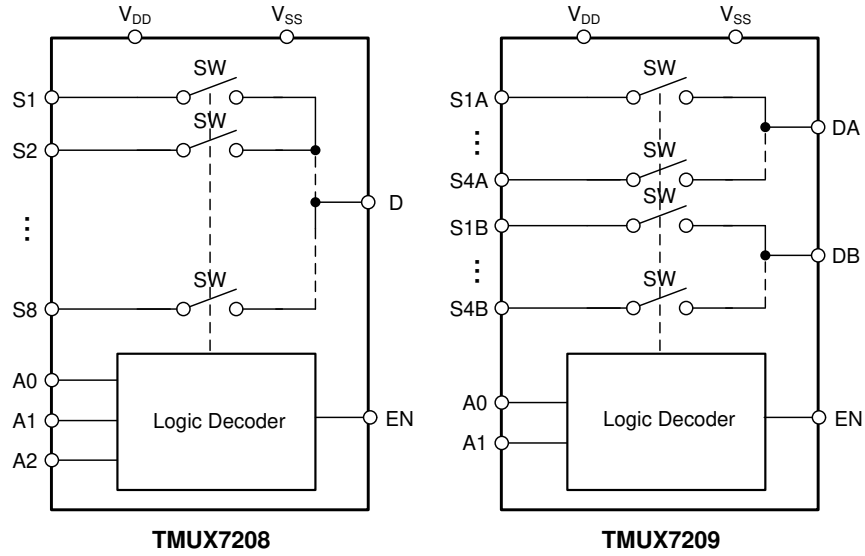 VDD VSS
SW
S1
SW
S2
D
⋮
SW
S8
A0
A1 Logic Decoder EN
A2
TMUX7208
VDD VSS
SW
S1A
DA
⋮
SW
S4A
SW
S1B
DB
⋮
SW
S4B
A0
Logic Decoder EN
A1
TMUX7209